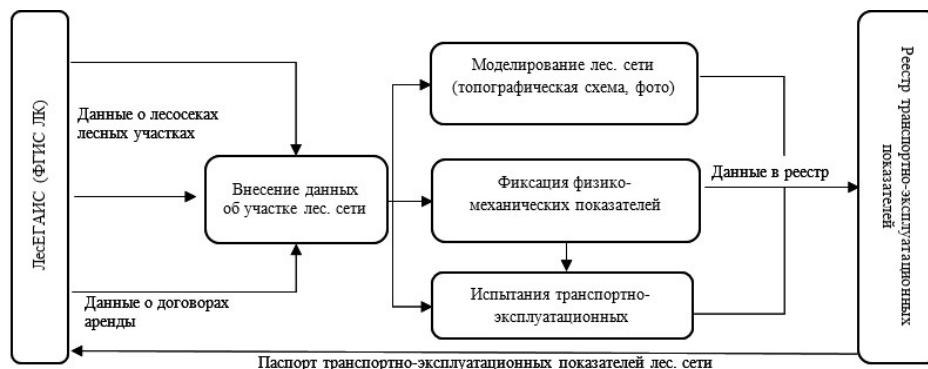 ЛесЕГАИС (ФГИС ЛК)
Данные о лесосеках
лесных участках
Данные о договорах
аренды
Внесение данных
об участке лес. сети
Моделирование лес. сети
(топографическая схема, фото)
Фиксация физико-
механических показателей
Испытания транспортно-
эксплуатационных
Данные в реестр
Реестр транспортно-эксплуатационных
показателей
Паспорт транспортно-эксплуатационных показателей лес. сети